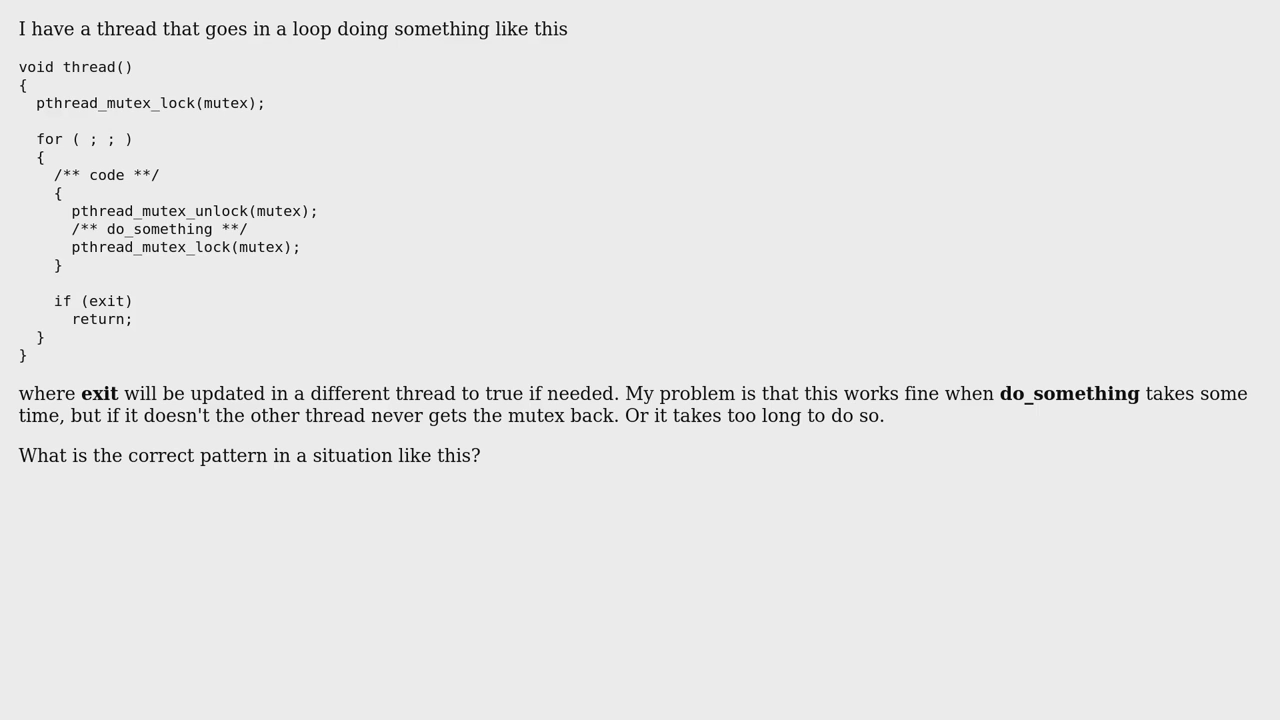 I have a thread that goes in a loop doing something like this
void thread()
{
  pthread_mutex_lock(mutex);
  for ( ; ; )
  {
    /** code **/
    {
      pthread_mutex_unlock(mutex);
      /** do_something **/
      pthread_mutex_lock(mutex);
    }
    if (exit)
      return;
  }
}
where exit will be updated in a different thread to true if needed. My problem is that this works fine when do_something takes some
time, but if it doesn't the other thread never gets the mutex back. Or it takes too long to do so.
What is the correct pattern in a situation like this?